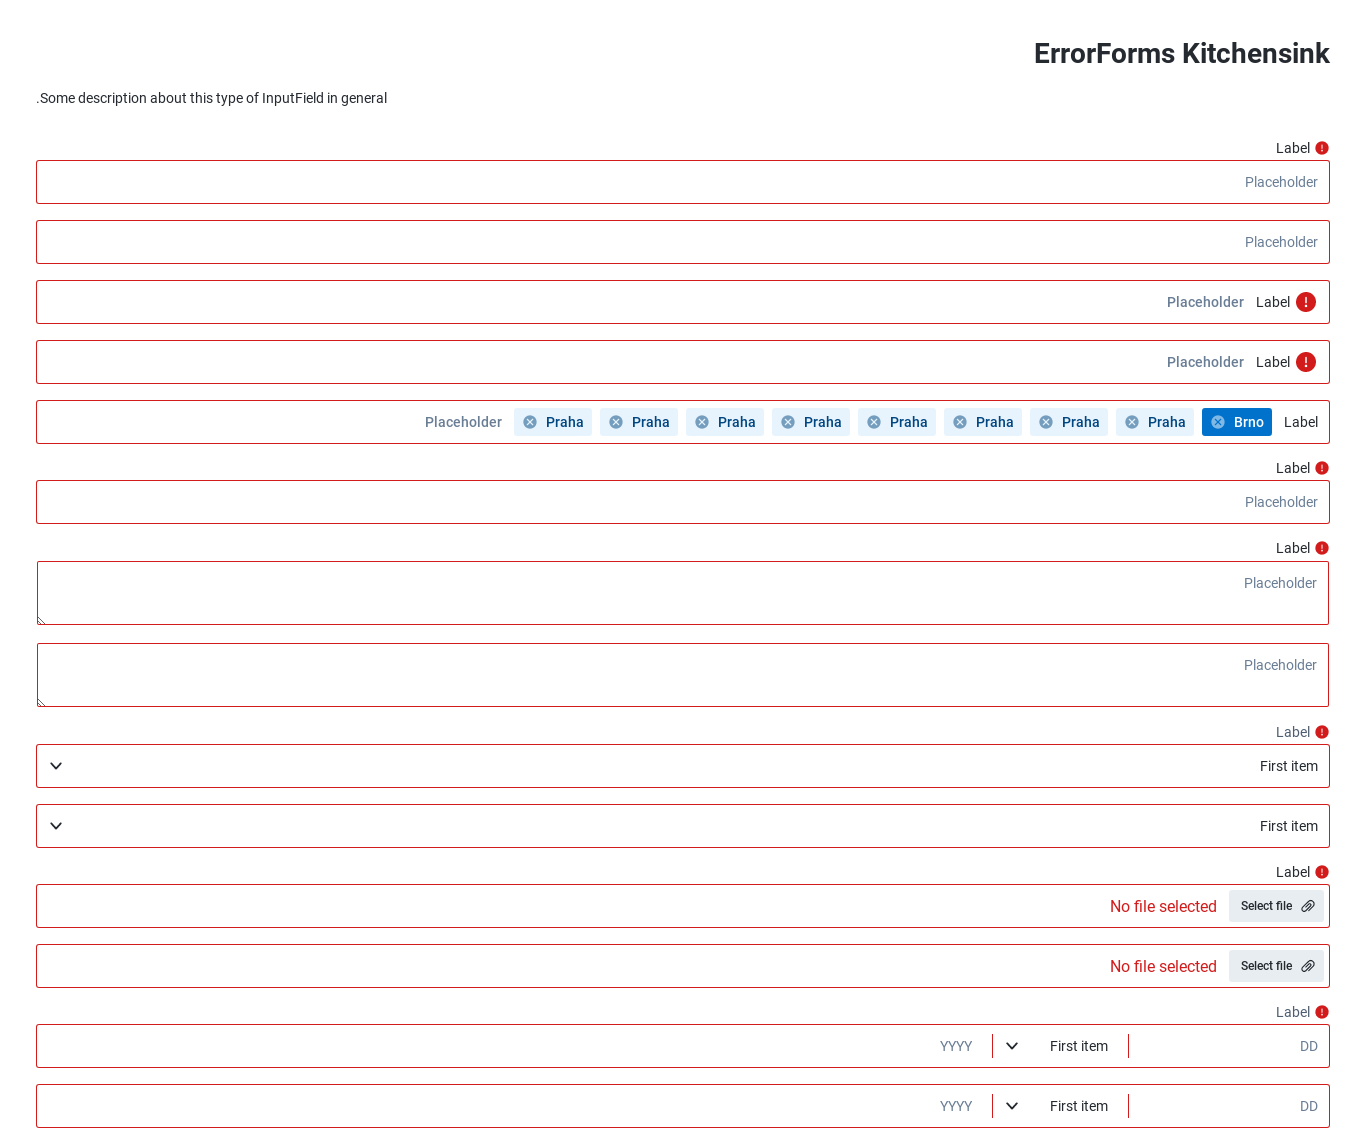 ErrorForms Kitchensink
.Some description about this type of InputField in general
Label
Placeholder
Placeholder
Label Placeholder
Label Placeholder
Label Brno Praha Praha Praha Praha Praha Praha Praha Praha Placeholder
Label
Placeholder
Label
Placeholder
Placeholder
Label
First item
First item
Label
Select file No file selected
Select file No file selected
Label
DD First item YYYY
DD First item YYYY